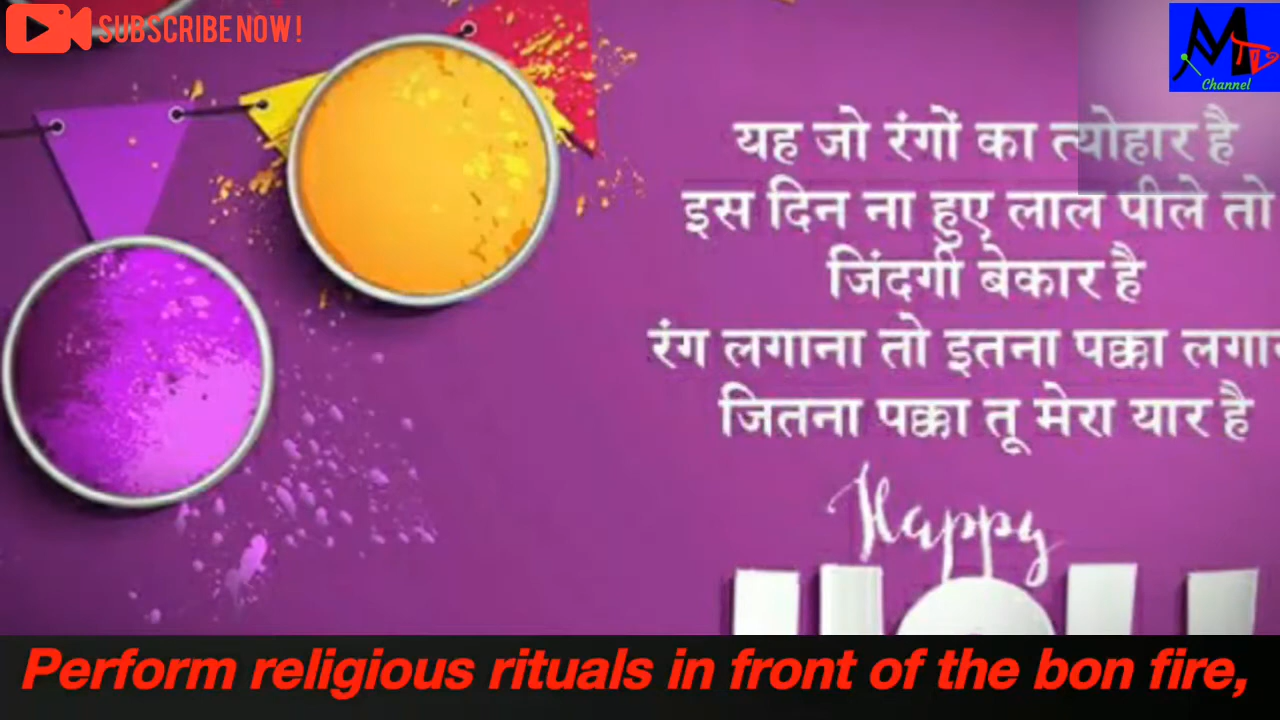 SUBSCRIBE NOW!
Channel
यह जो रंगों का त्योहार है
इस दिन ना हुए लाल पीले तो
जिंदगी बेकार है
रंग लगाना तो इतना पक्का
जितना पक्का तू मेरा यार है
Happy
Perform religious rituals in front of the bon fire,